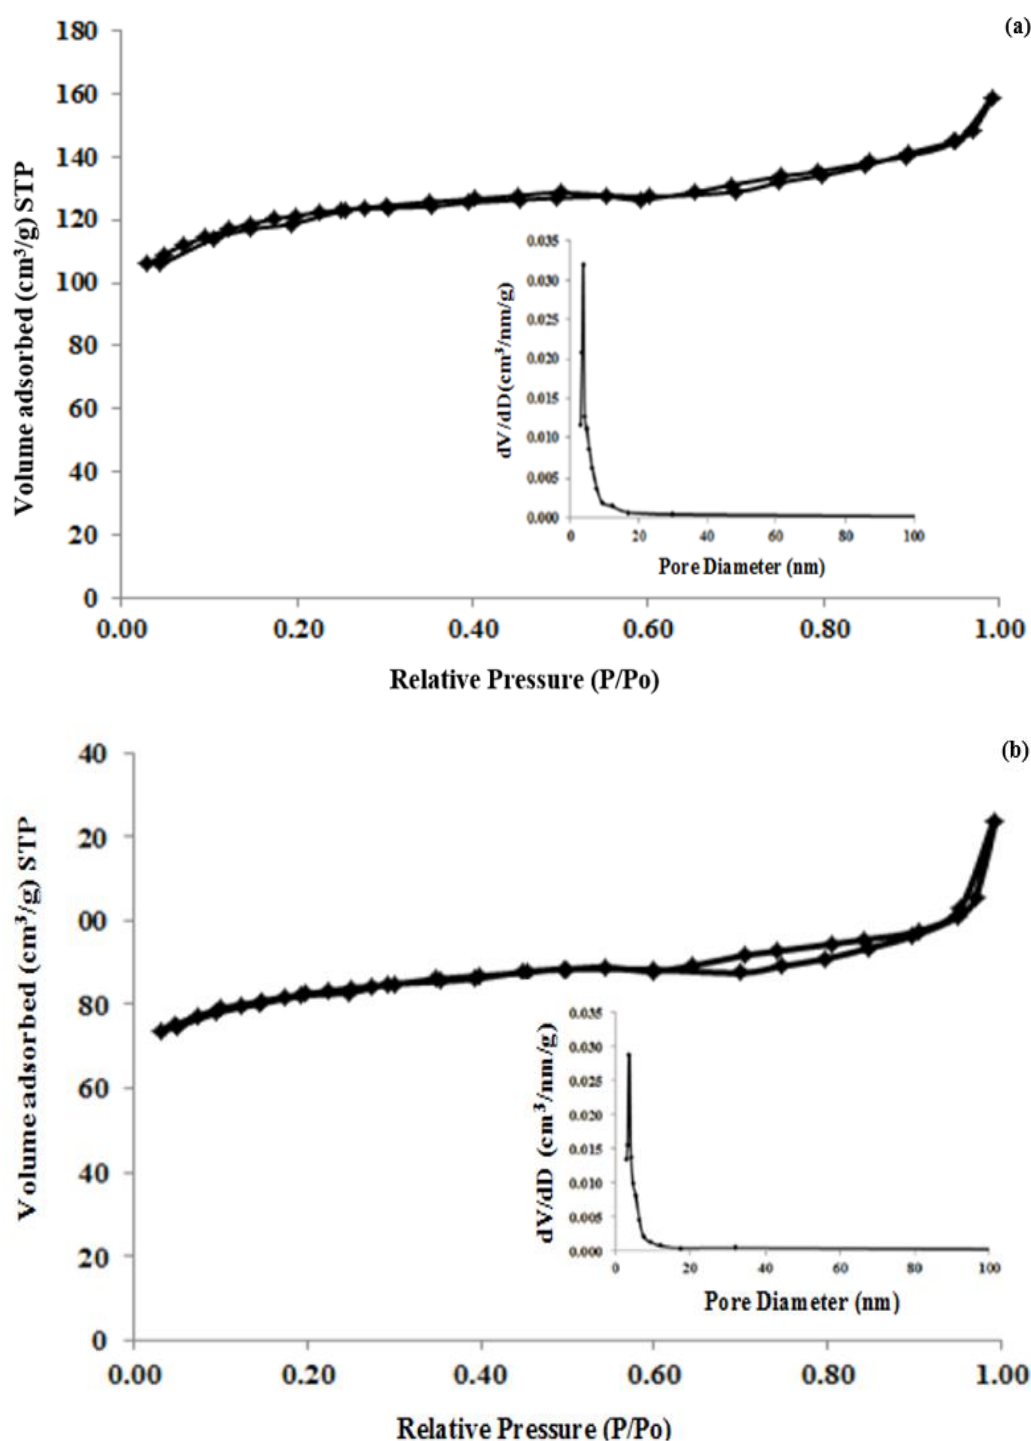 (a)
180
160
140
120
100
80
60
40
20
0
Volume adsorbed (cm³/g) STP
0.00 0.20 0.40 0.60 0.80 1.00
Relative Pressure (P/Po)
0.035
0.030
0.025
0.020
0.015
0.010
0.005
0.000
dV/dD(cm³/nm/g)
0 20 40 60 80 100
Pore Diameter (nm)
(b)
40
20
00
80
60
40
20
0
Volume adsorbed (cm³/g) STP
0.00 0.20 0.40 0.60 0.80 1.00
Relative Pressure (P/Po)
0.035
0.030
0.025
0.020
0.015
0.010
0.005
0.000
dV/dD (cm³/nm/g)
0 20 40 60 80 100
Pore Diameter (nm)